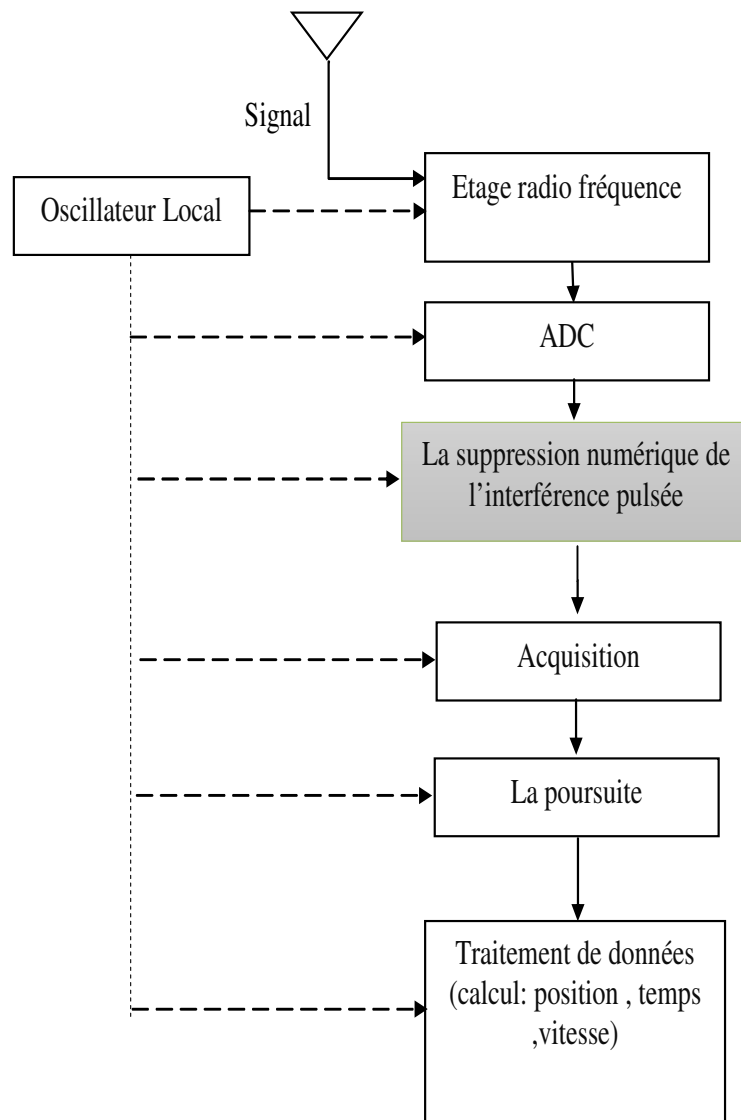 Signal
Etage radio fréquence
Oscillateur Local
ADC
La suppression numérique de
l’interférence pulsée
Acquisition
La poursuite
Traitement de données
(calcul: position , temps
,vitesse)